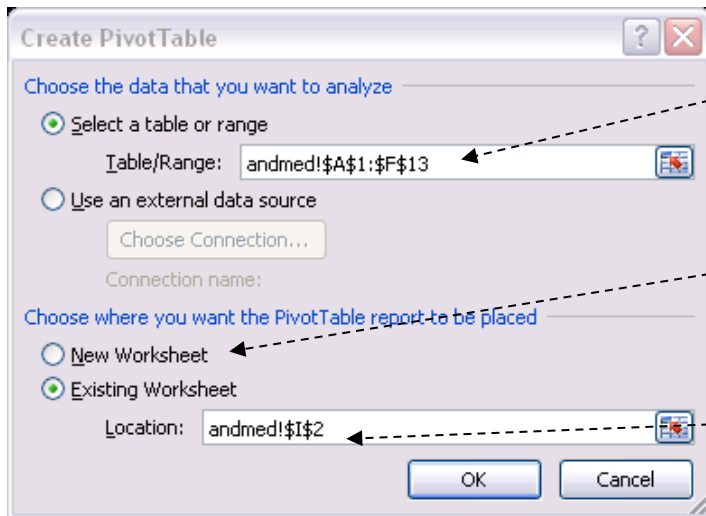 Create PivotTable
?
Choose the data that you want to analyze
Select a table or range
Table/Range: andmed!$A$1:$F$13
Use an external data source
Choose Connection...
Connection name:
Choose where you want the PivotTable report to be placed
New Worksheet
Existing Worksheet
Location: andmed!$I$2
OK Cancel